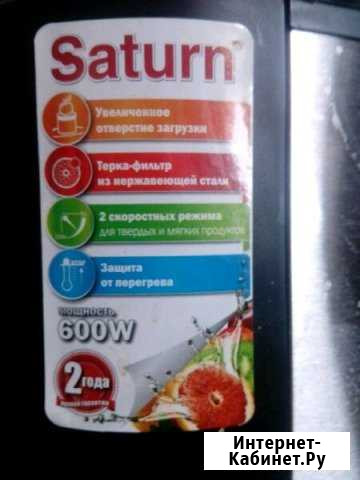 Saturn
Увеличенное
отверстие загрузки
Терка-фильтр
из нержавеющей стали
2 скоростных режима
для твердых и мягких продуктов
Защита
от перегрева
мощность
600W
2 года
Интернет-
Кабинет.Ру